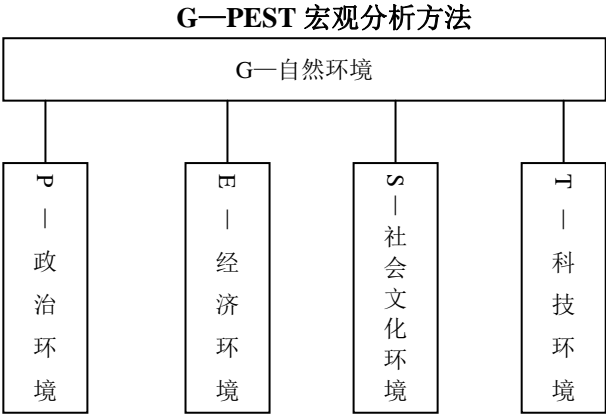 G—PEST 宏观分析方法
G—自然环境
P—政治环境
E—经济环境
S—社会文化环境
T—科技环境